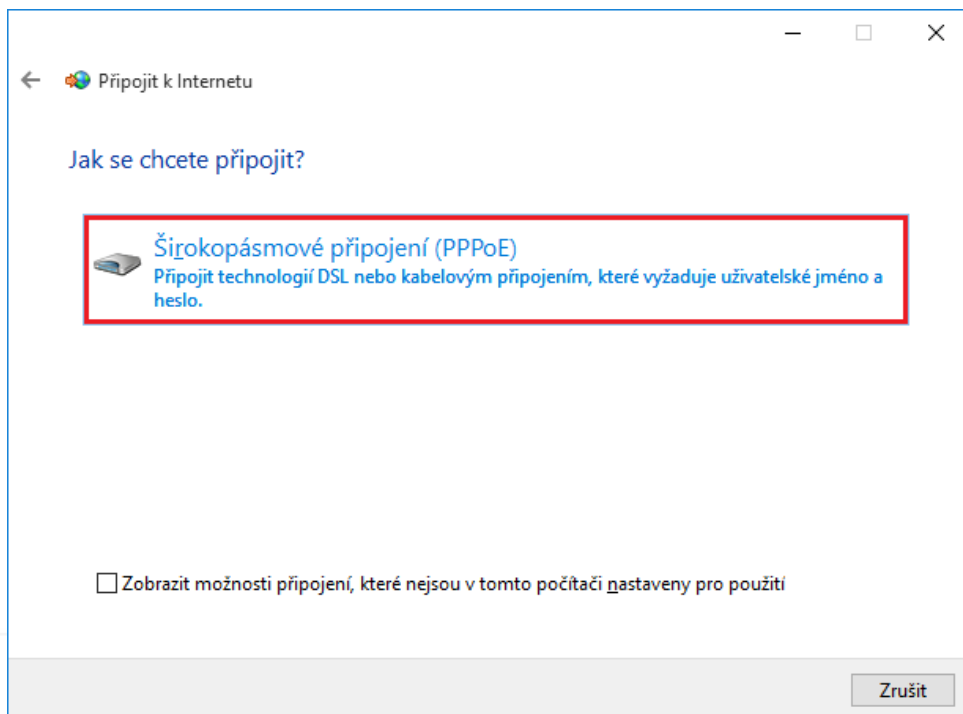 Připojit k Internetu
Jak se chcete připojit?
Širokopásmové připojení (PPPoE)
Připojit technologií DSL nebo kabelovým připojením, které vyžaduje uživatelské jméno a
heslo.
Zobrazit možnosti připojení, které nejsou v tomto počítači nastaveny pro použití
Zrušit